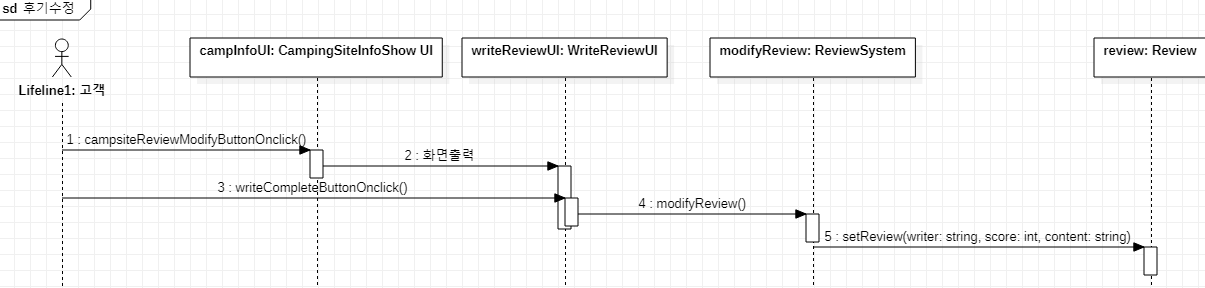 sd 후기수정
campInfoUI: CampingSiteInfoShow UI
writeReviewUI: WriteReviewUI
modifyReview: ReviewSystem
review: Review
Lifeline1: 고객
1 : campsiteReviewModifyButtonOnclick()
2 : 화면출력
3 : writeCompleteButtonOnclick()
4 : modifyReview()
5 : setReview(writer: string, score: int, content: string)